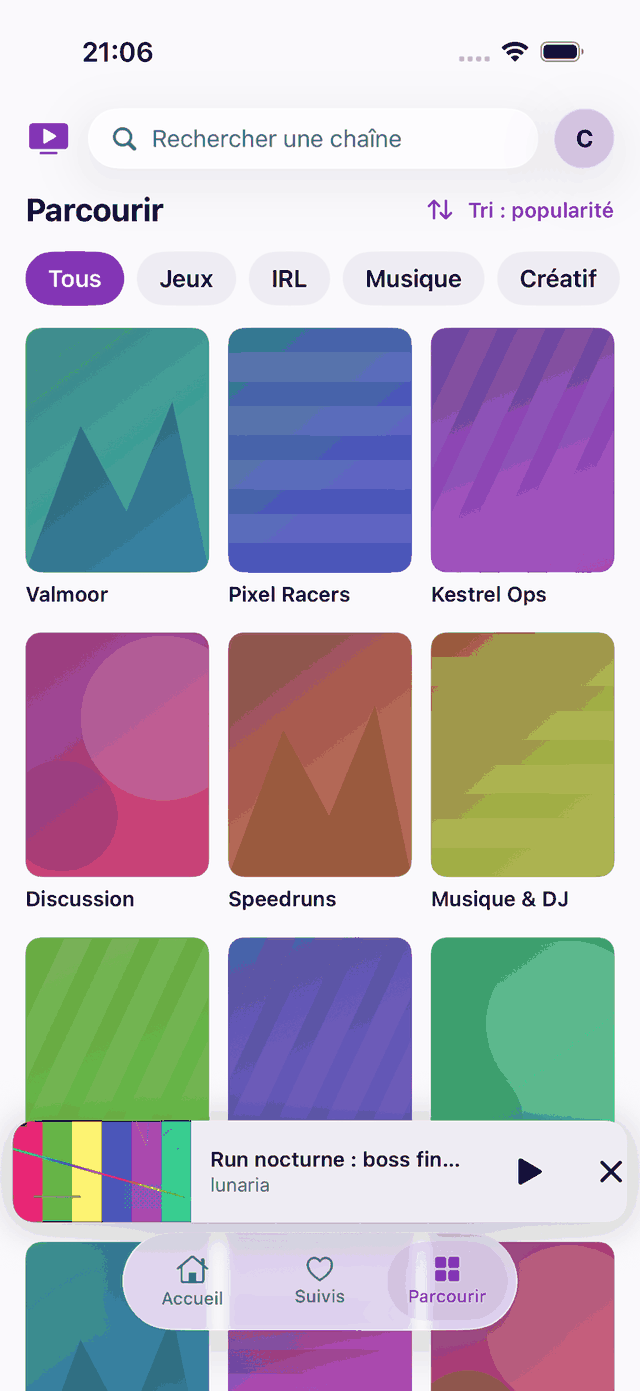 21:06
Rechercher une chaîne
C
Parcourir
Tri : popularité
Tous
Jeux
IRL
Musique
Créatif
Valmoor
Pixel Racers
Kestrel Ops
Discussion
Speedruns
Musique & DJ
Run nocturne : boss fin...
lunaria
Accueil
Suivis
Parcourir